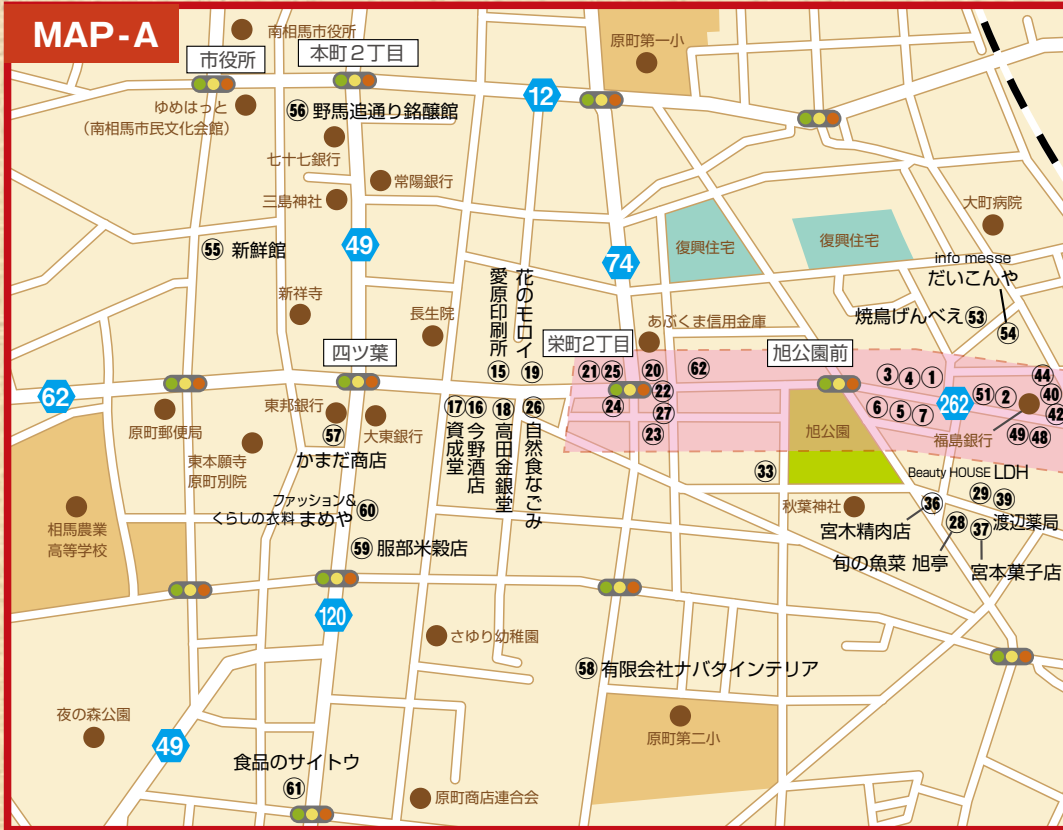 MAP-A
南相馬市役所
市役所
本町2丁目
原町第一小
12
ゆめはっと
(南相馬市民文化会館)
56 野馬追通り銘醸館
七十七銀行
常陽銀行
三島神社
大町病院
55 新鮮館
49
74
復興住宅
復興住宅
info messe
だいこんや
54
焼鳥げんべえ 53
新祥寺
長生院
愛原印刷所
15
花のモロイ
19
あぶくま信用金庫
栄町2丁目
四ツ葉
旭公園前
62
21 25 20 62
22
24
27
23
3 4 1
6 5 7
262
51 2
44
40
42
49 48
福島銀行
原町郵便局
東本願寺
原町別院
東邦銀行
57
かまだ商店
大東銀行
17 資成堂
16 今野酒店
18 高田金銀堂
26 自然食なごみ
旭公園
33
秋葉神社
Beauty HOUSE LDH
29 39
36
宮木精肉店
28
旬の魚菜 旭亭
37
渡辺薬局
宮本菓子店
相馬農業
高等学校
ファッション&
くらしの衣料 まめや 60
59 服部米穀店
120
さゆり幼稚園
58 有限会社ナバタインテリア
夜の森公園
49
原町第二小
食品のサイトウ
61
原町商店連合会